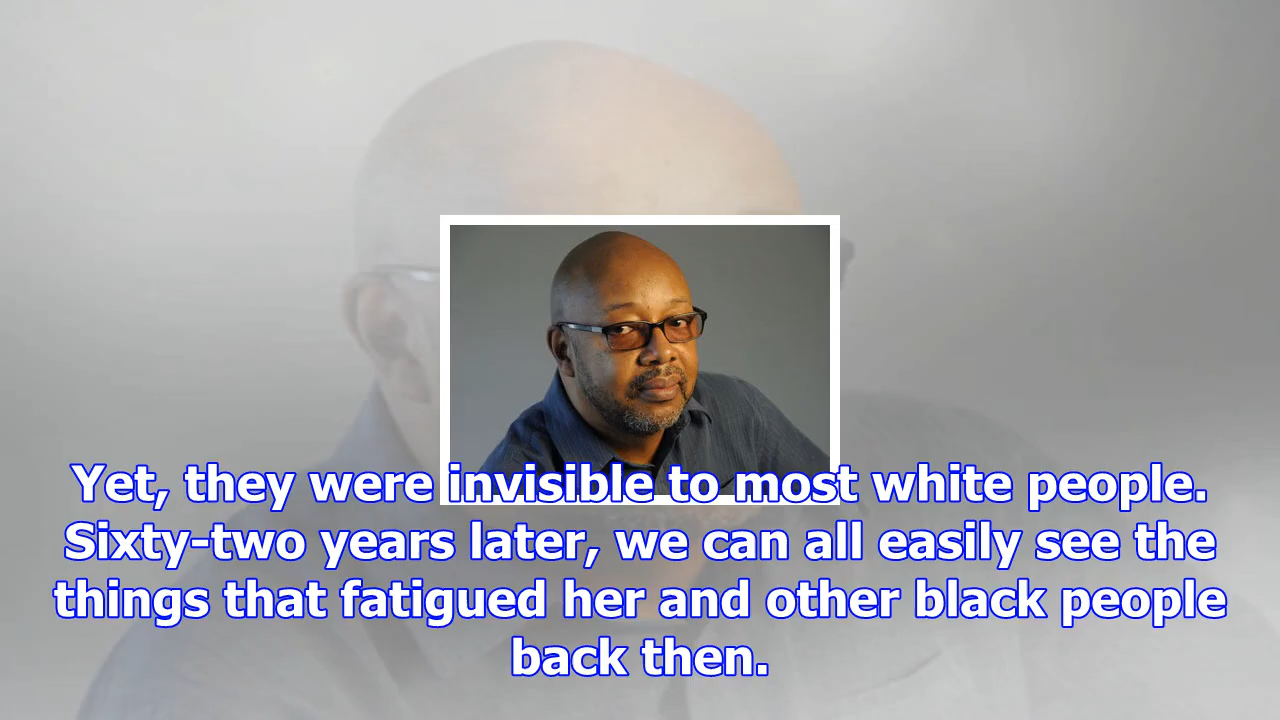 Yet, they were invisible to most white people.
Sixty-two years later, we can all easily see the
things that fatigued her and other black people
back then.